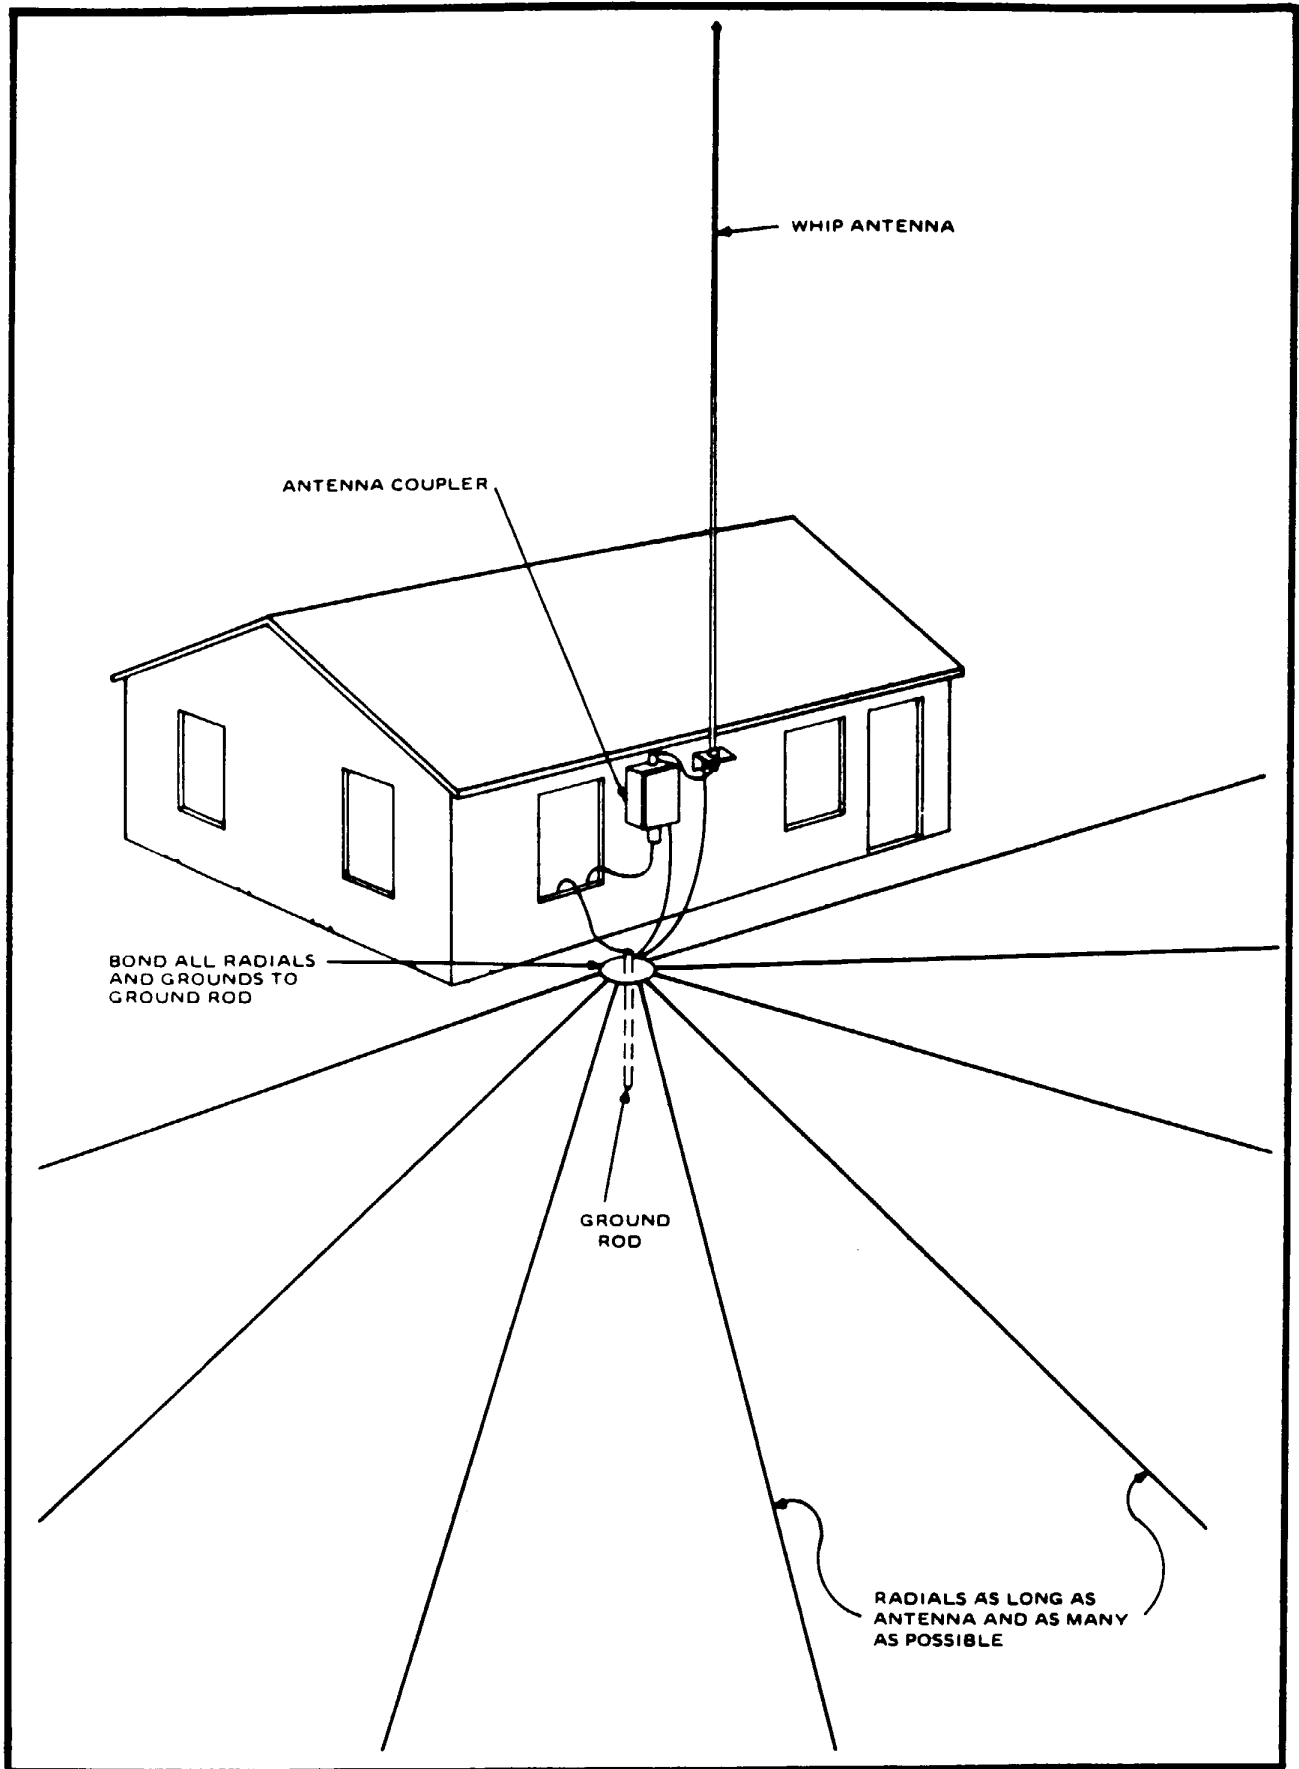 WHIP ANTENNA
ANTENNA COUPLER
BOND ALL RADIALS
AND GROUNDS TO
GROUND ROD
GROUND
ROD
RADIALS AS LONG AS
ANTENNA AND AS MANY
AS POSSIBLE